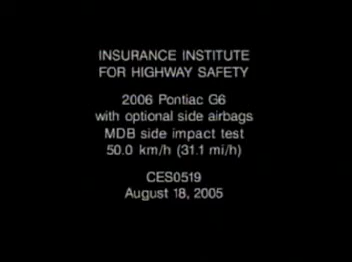 INSURANCE INSTITUTE
FOR HIGHWAY SAFETY
2006 Pontiac G6
with optional side airbags
MDB side impact test
50.0 km/h (31.1 mi/h)
CES0519
August 18, 2005